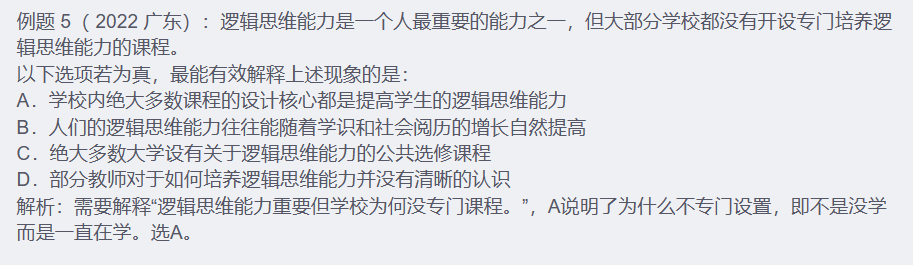 例题 5（ 2022 广东）：逻辑思维能力是一个人最重要的能力之一，但大部分学校都没有开设专门培养逻
辑思维能力的课程。
以下选项若为真，最能有效解释上述现象的是：
A．学校内绝大多数课程的设计核心都是提高学生的逻辑思维能力
B．人们的逻辑思维能力往往能随着学识和社会阅历的增长自然提高
C．绝大多数大学设有关于逻辑思维能力的公共选修课程
D．部分教师对于如何培养逻辑思维能力并没有清晰的认识
解析：需要解释“逻辑思维能力重要但学校为何没专门课程。”，A说明了为什么不专门设置，即不是没学
而是一直在学。选A。